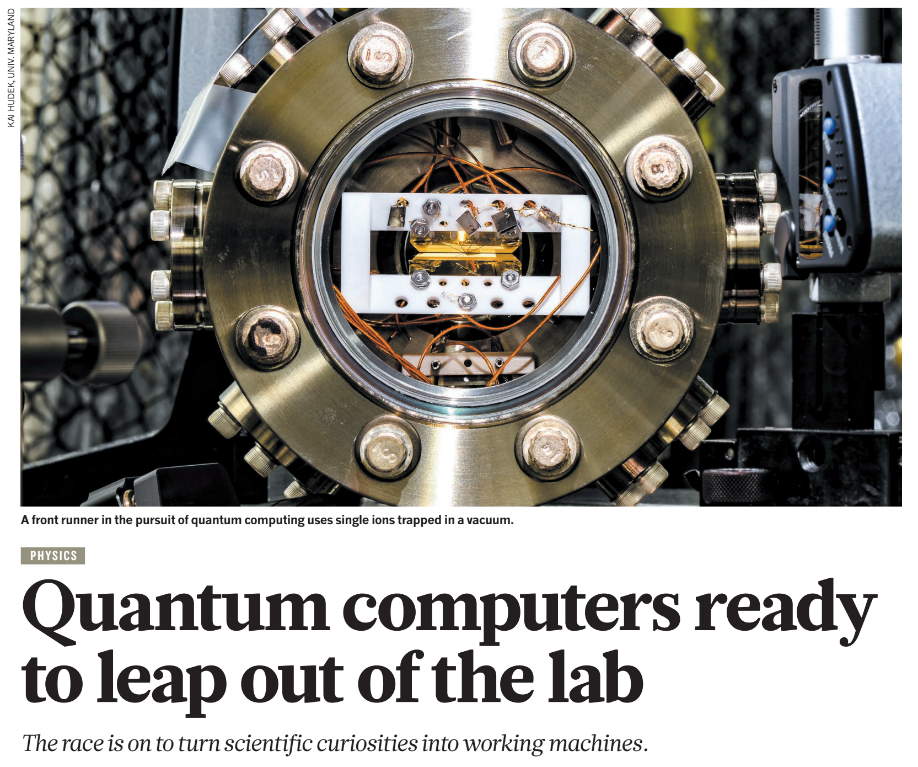 KAI HUDEK, UNIV. MARYLAND
A front runner in the pursuit of quantum computing uses single ions trapped in a vacuum.
PHYSICS
Quantum computers ready
to leap out of the lab
The race is on to turn scientific curiosities into working machines.